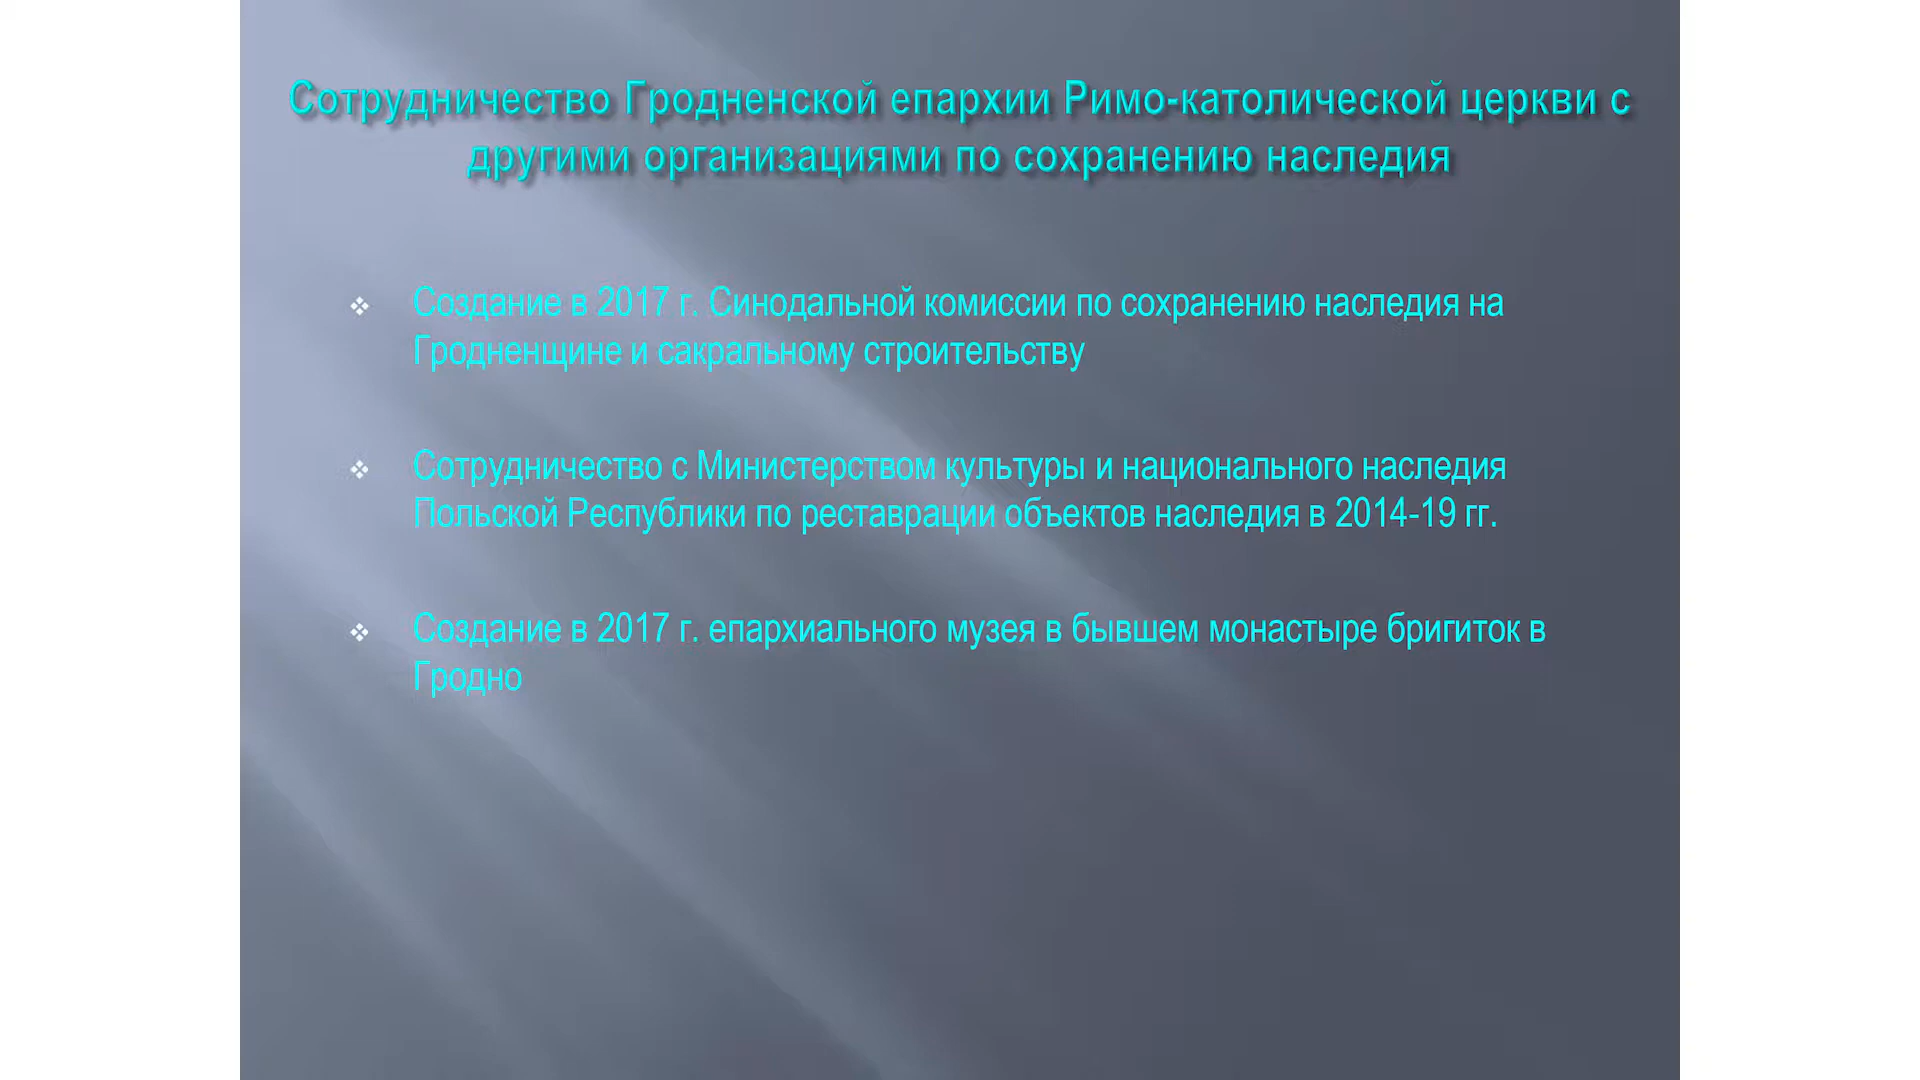 Сотрудничество Гродненской епархии Римо-католической церкви с
другими организациями по сохранению наследия
Создание в 2017 г. Синодальной комиссии по сохранению наследия на
Гродненщине и сакральному строительству
Сотрудничество с Министерством культуры и национального наследия
Польской Республики по реставрации объектов наследия в 2014-19 гг.
Создание в 2017 г. епархиального музея в бывшем монастыре бригиток в
Гродно